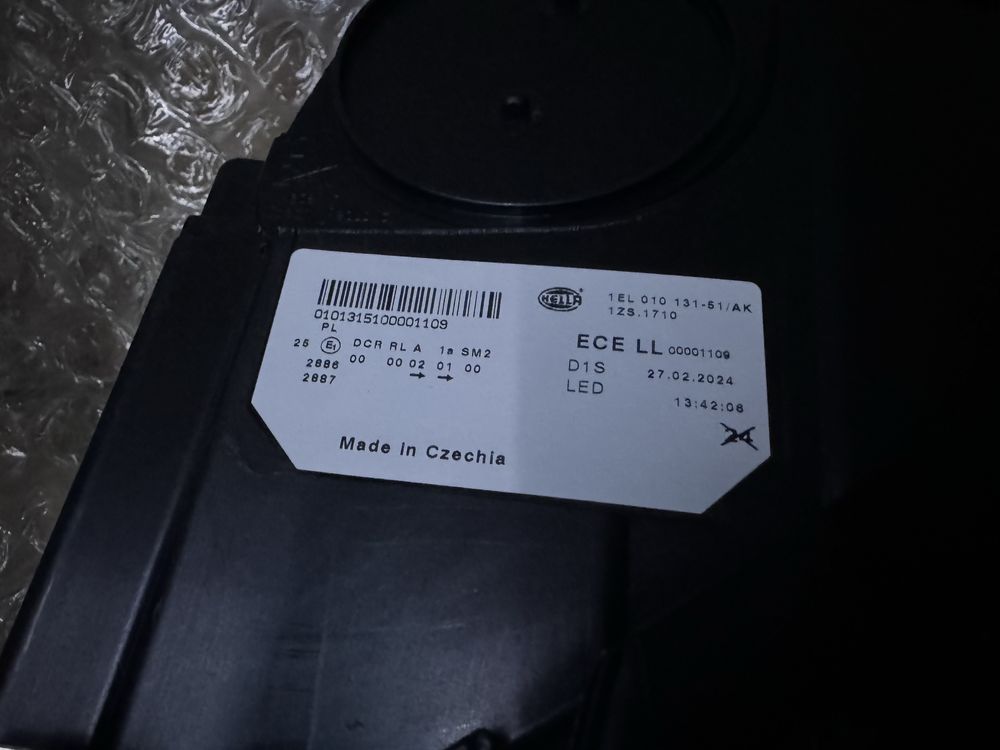 0101315100001109
PL
25 E1 DCR RL A 1a SM2
00 00 02 01 00
→ →
2886
2887
Made in Czechia
HELLA
1EL 010 131-51/AK
1ZS.1710
ECE LL 00001109
D1S 27.02.2024
LED
13:42:06
24